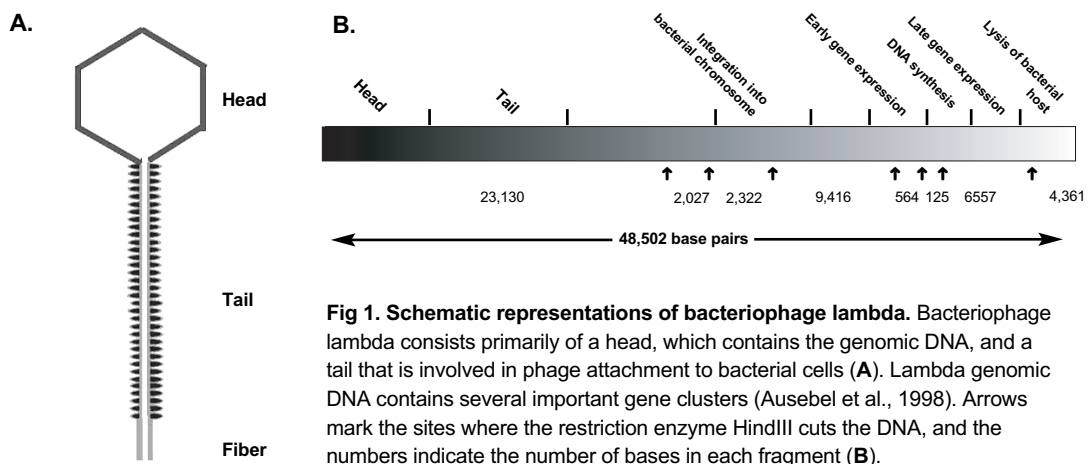 A.
Head
Tail
Fiber
B.
Head
Tail
Integration into
bacterial chromosome
Early gene expression
DNA synthesis
Late gene expression
Lysis of bacterial
host
23,130
2,027
2,322
9,416
564
125
6557
4,361
48,502 base pairs
Fig 1. Schematic representations of bacteriophage lambda. Bacteriophage
lambda consists primarily of a head, which contains the genomic DNA, and a
tail that is involved in phage attachment to bacterial cells (A). Lambda genomic
DNA contains several important gene clusters (Ausebel et al., 1998). Arrows
mark the sites where the restriction enzyme HindIII cuts the DNA, and the
numbers indicate the number of bases in each fragment (B).